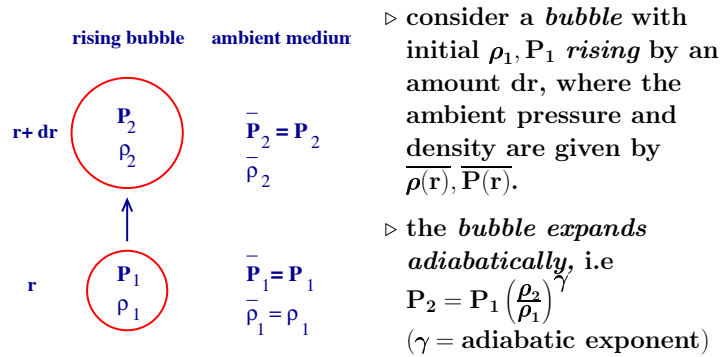 rising bubble ambient medium
r+ dr
P₂
ρ₂
P̅₂ = P₂
ρ̅₂
r
P₁
ρ₁
P̅₁ = P₁
ρ̅₁ = ρ₁
▷ consider a bubble with
initial ρ₁, P₁ rising by an
amount dr, where the
ambient pressure and
density are given by
\overline{ρ(r)}, \overline{P(r)}.
▷ the bubble expands
adiabatically, i.e
P₂ = P₁ (ρ₂/ρ₁)^γ
(γ = adiabatic exponent)